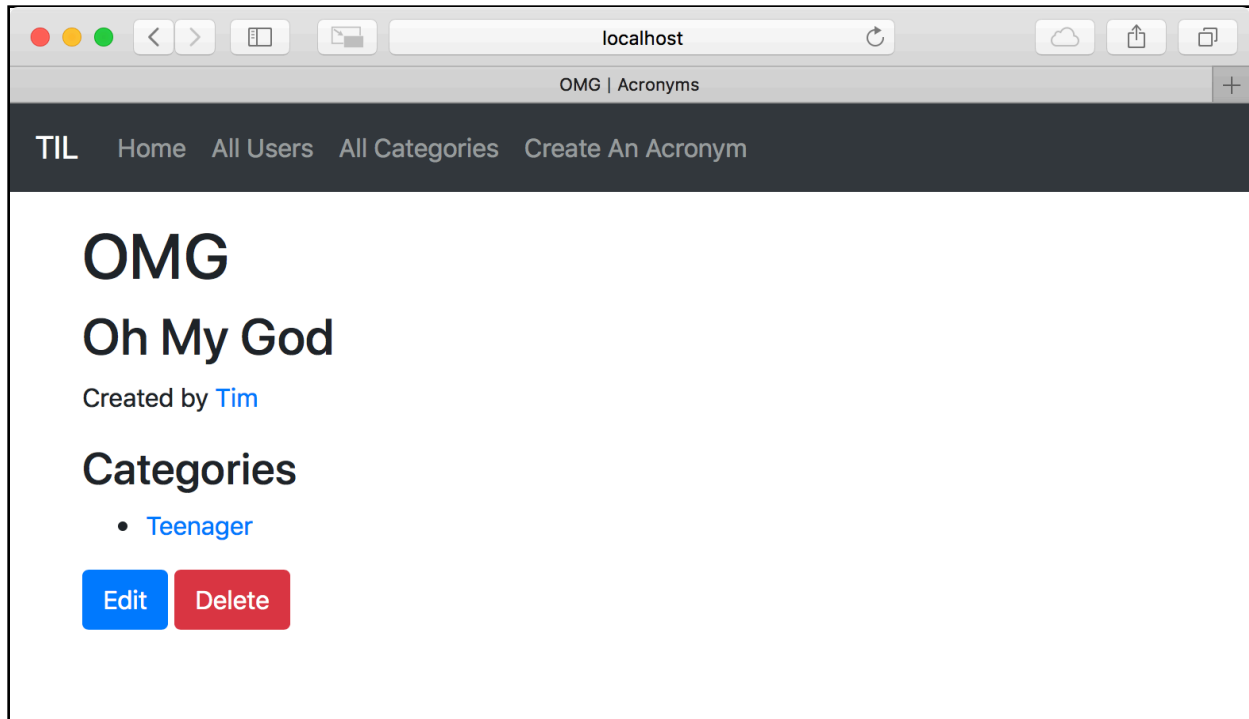 localhost
OMG | Acronyms
TIL Home All Users All Categories Create An Acronym
OMG
Oh My God
Created by Tim
Categories
Teenager
Edit Delete